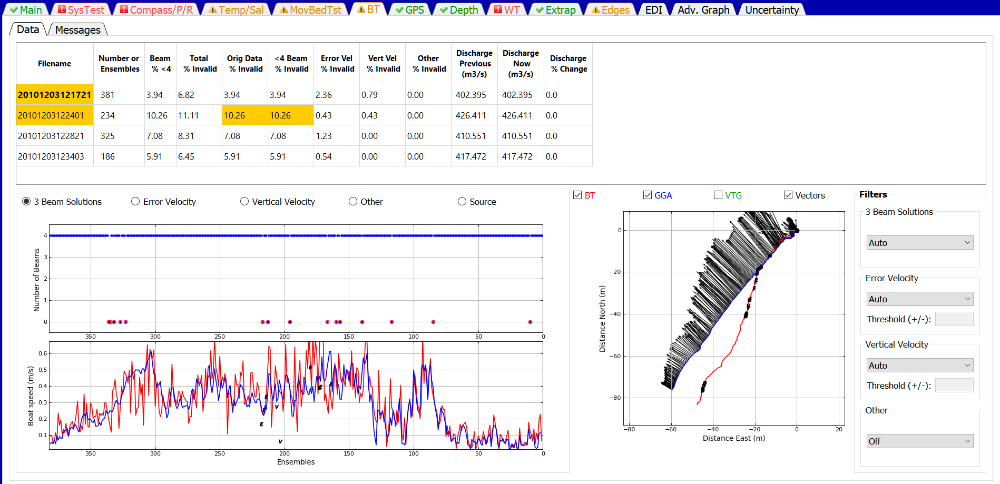 Main SysTest Compass/P/R Temp/Sal MovBedTst BT GPS Depth WT Extrap Edges EDI Adv. Graph Uncertainty
Data Messages
Filename Number or Ensembles Beam % <4 Total % Invalid Orig Data % Invalid <4 Beam % Invalid Error Vel % Invalid Vert Vel % Invalid Other % Invalid Discharge Previous (m3/s) Discharge Now (m3/s) Discharge % Change
20101203121721 381 3.94 6.82 3.94 3.94 2.36 0.79 0.00 402.395 402.395 0.0
20101203122401 234 10.26 11.11 10.26 10.26 0.43 0.43 0.00 426.411 426.411 0.0
20101203122821 325 7.08 8.31 7.08 7.08 1.23 0.00 0.00 410.551 410.551 0.0
20101203123403 186 5.91 6.45 5.91 5.91 0.54 0.00 0.00 417.472 417.472 0.0
3 Beam Solutions Error Velocity Vertical Velocity Other Source
Number of Beams
4
3
2
1
0
350 300 250 200 150 100 50 0
Boat speed (m/s)
0.6
0.5
0.4
0.3
0.2
0.1
E
E
E
E
E
V
E
V
350 300 250 200 150 100 50 0
Ensembles
BT GGA VTG Vectors
Distance North (m)
0
−20
−40
−60
−80
E
E
V
−80 −60 −40 −20 0 20
Distance East (m)
Filters
3 Beam Solutions
Auto
Error Velocity
Auto
Threshold (+/-):
Vertical Velocity
Auto
Threshold (+/-):
Other
Off